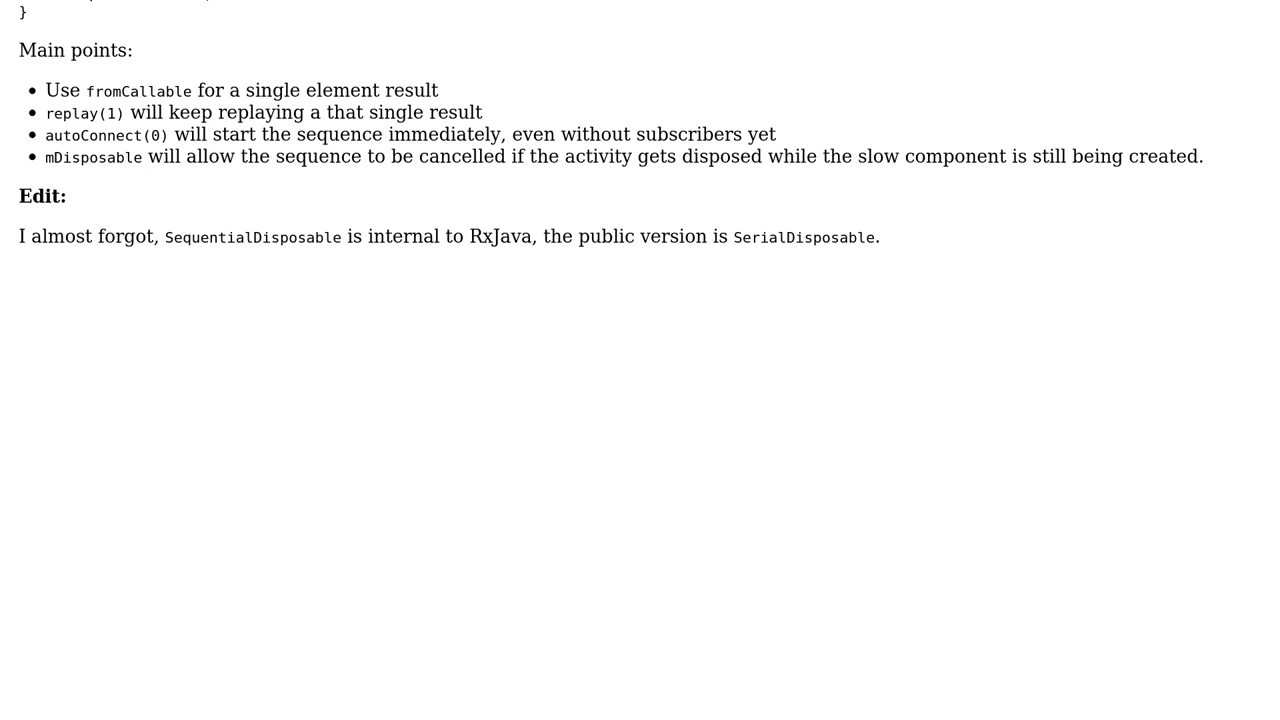 }
Main points:
• Use fromCallable for a single element result
• replay(1) will keep replaying a that single result
• autoConnect(0) will start the sequence immediately, even without subscribers yet
• mDisposable will allow the sequence to be cancelled if the activity gets disposed while the slow component is still being created.
Edit:
I almost forgot, SequentialDisposable is internal to RxJava, the public version is SerialDisposable.